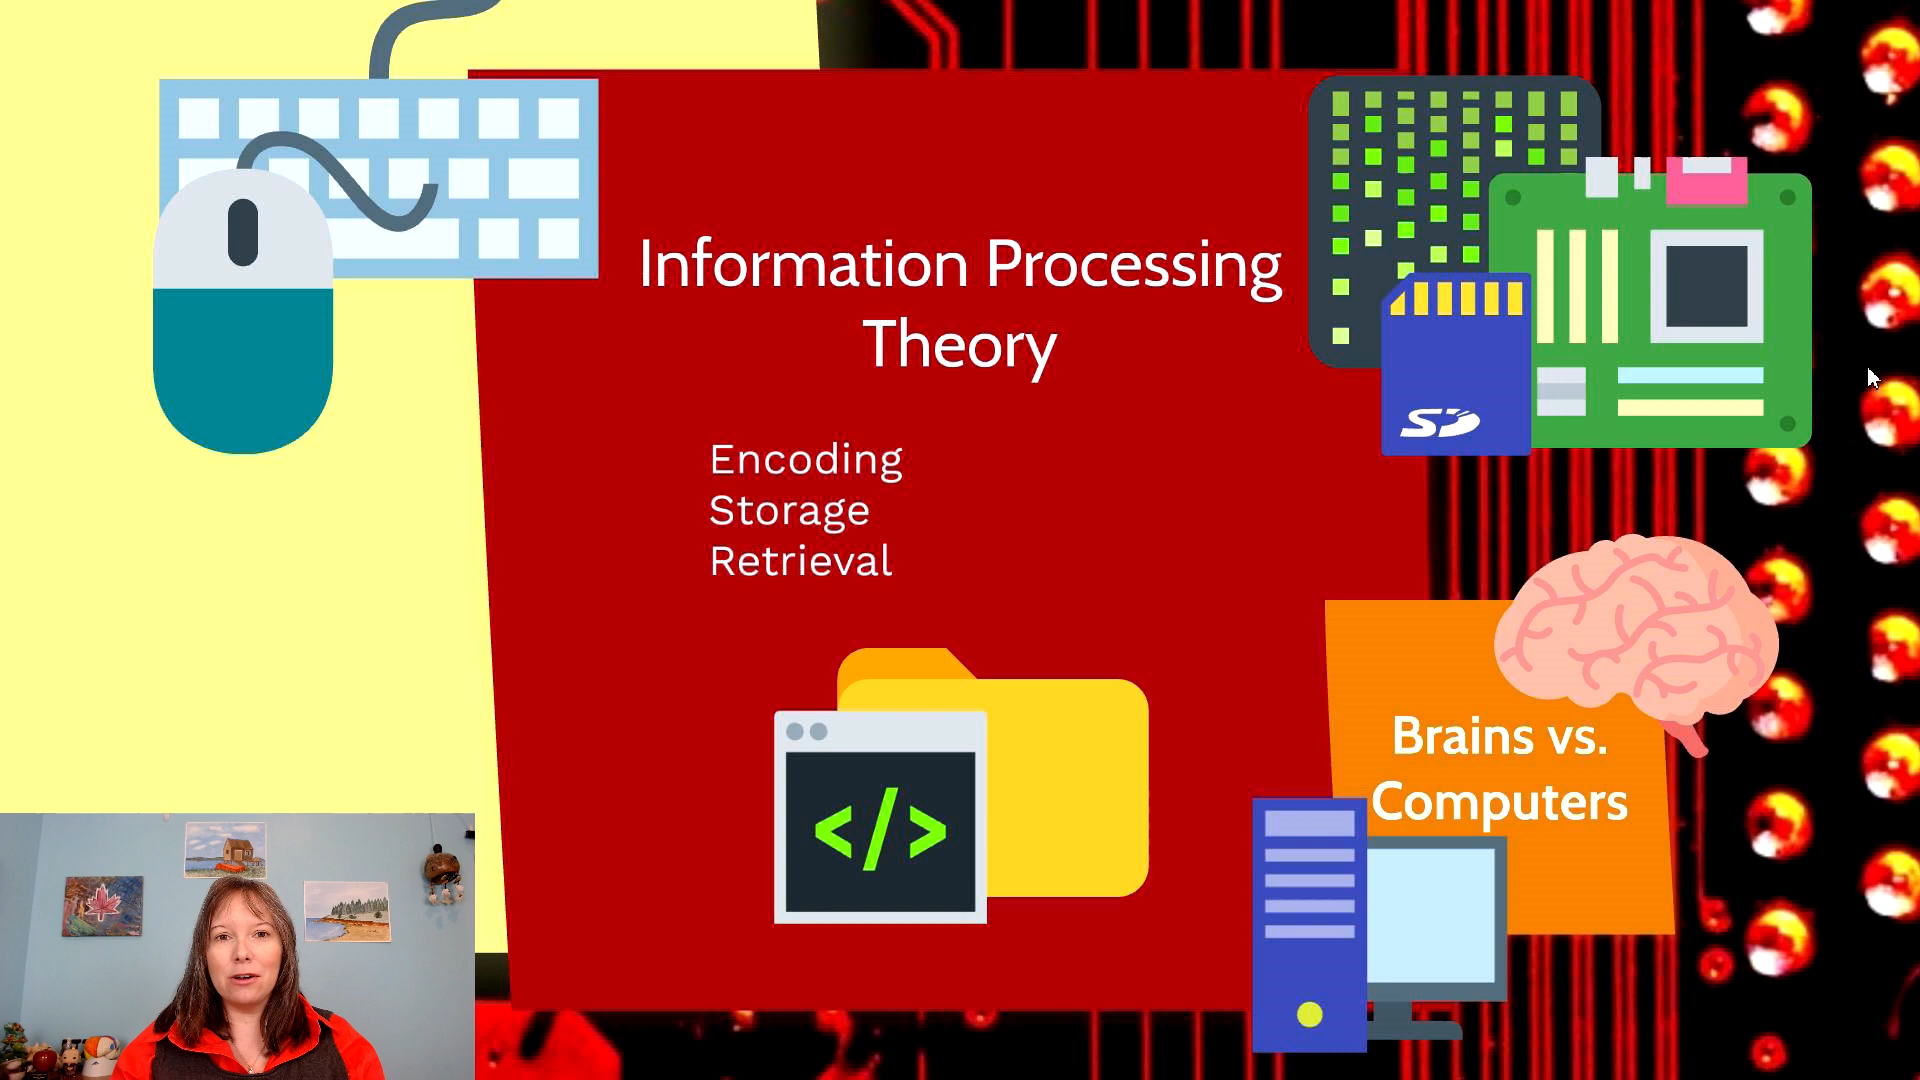 Information Processing
Theory
Encoding
Storage
Retrieval
</>
SD
Brains vs.
Computers